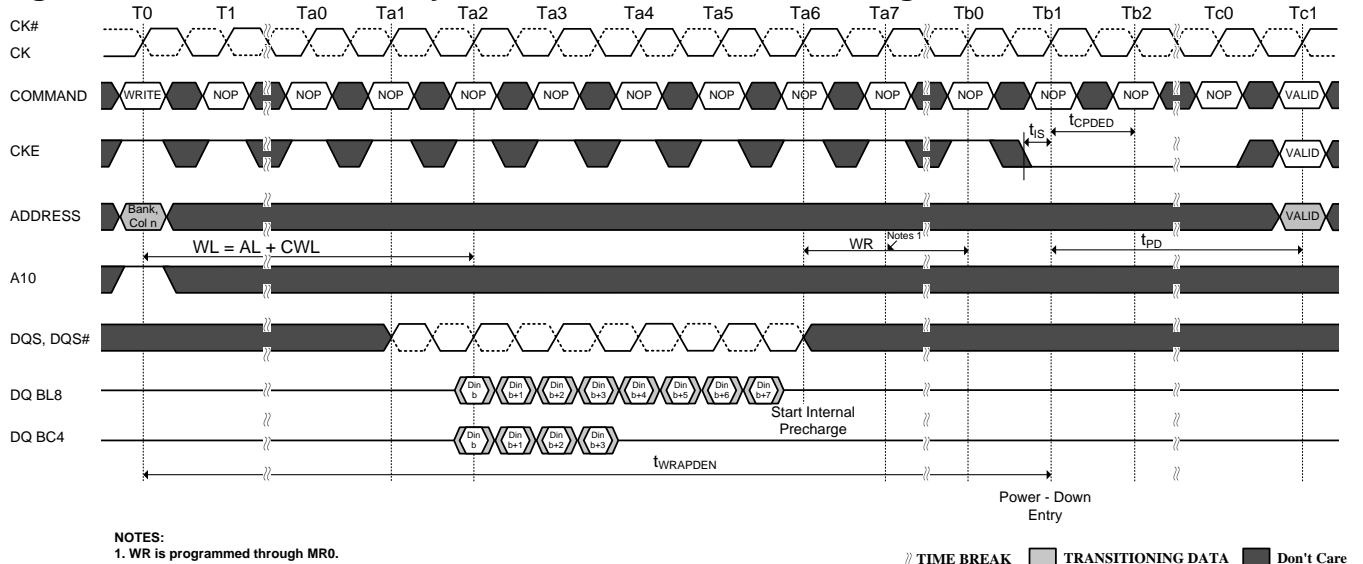 T0 T1 Ta0 Ta1 Ta2 Ta3 Ta4 Ta5 Ta6 Ta7 Tb0 Tb1 Tb2 Tc0 Tc1
CK#
CK
COMMAND WRITE NOP NOP NOP NOP NOP NOP NOP NOP NOP NOP NOP NOP NOP VALID
tIS tCPDED
CKE VALID
ADDRESS Bank, Col n VALID
WL = AL + CWL WR Notes 1 tPD
A10
DQS, DQS#
DQ BL8 Din b Din b+1 Din b+2 Din b+3 Din b+4 Din b+5 Din b+6 Din b+7
Start Internal
Precharge
DQ BC4 Din b Din b+1 Din b+2 Din b+3
tWRAPDEN
Power - Down
Entry
NOTES:
1. WR is programmed through MR0.
TIME BREAK TRANSITIONING DATA Don't Care